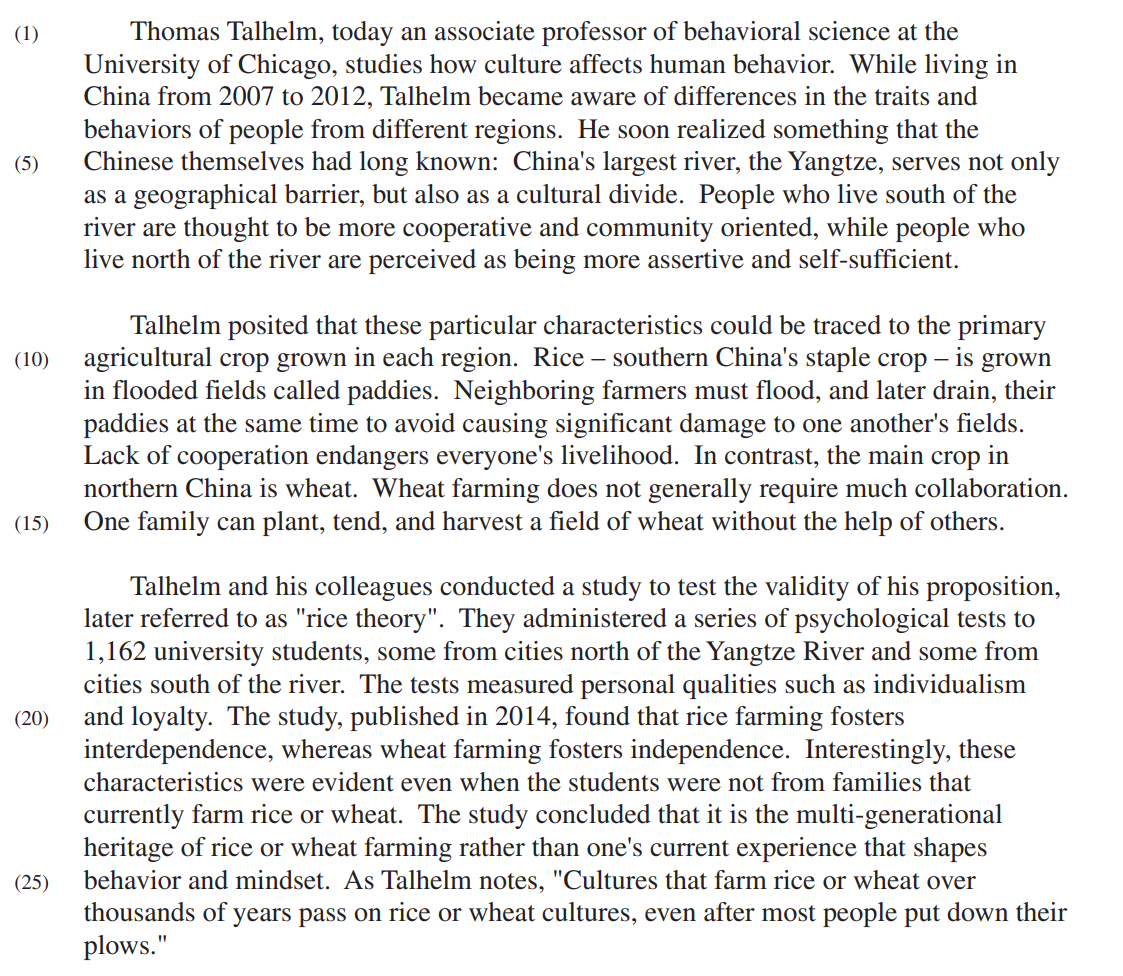 (1) Thomas Talhelm, today an associate professor of behavioral science at the
University of Chicago, studies how culture affects human behavior. While living in
China from 2007 to 2012, Talhelm became aware of differences in the traits and
behaviors of people from different regions. He soon realized something that the
(5) Chinese themselves had long known: China's largest river, the Yangtze, serves not only
as a geographical barrier, but also as a cultural divide. People who live south of the
river are thought to be more cooperative and community oriented, while people who
live north of the river are perceived as being more assertive and self-sufficient.
Talhelm posited that these particular characteristics could be traced to the primary
(10) agricultural crop grown in each region. Rice – southern China's staple crop – is grown
in flooded fields called paddies. Neighboring farmers must flood, and later drain, their
paddies at the same time to avoid causing significant damage to one another's fields.
Lack of cooperation endangers everyone's livelihood. In contrast, the main crop in
northern China is wheat. Wheat farming does not generally require much collaboration.
(15) One family can plant, tend, and harvest a field of wheat without the help of others.
Talhelm and his colleagues conducted a study to test the validity of his proposition,
later referred to as "rice theory". They administered a series of psychological tests to
1,162 university students, some from cities north of the Yangtze River and some from
cities south of the river. The tests measured personal qualities such as individualism
(20) and loyalty. The study, published in 2014, found that rice farming fosters
interdependence, whereas wheat farming fosters independence. Interestingly, these
characteristics were evident even when the students were not from families that
currently farm rice or wheat. The study concluded that it is the multi-generational
heritage of rice or wheat farming rather than one's current experience that shapes
(25) behavior and mindset. As Talhelm notes, "Cultures that farm rice or wheat over
thousands of years pass on rice or wheat cultures, even after most people put down their
plows."